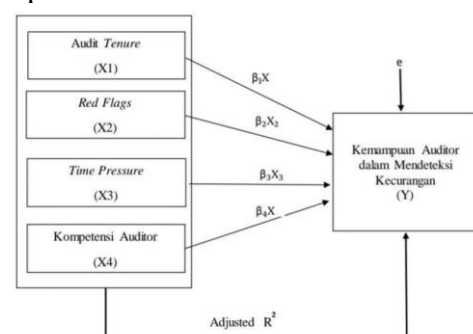 Audit Tenure
(X1)
Red Flags
(X2)
Time Pressure
(X3)
Kompetensi Auditor
(X4)
β₁X
β₂X₂
β₃X₃
β₄X
e
Kemampuan Auditor
dalam Mendeteksi
Kecurangan
(Y)
Adjusted R²